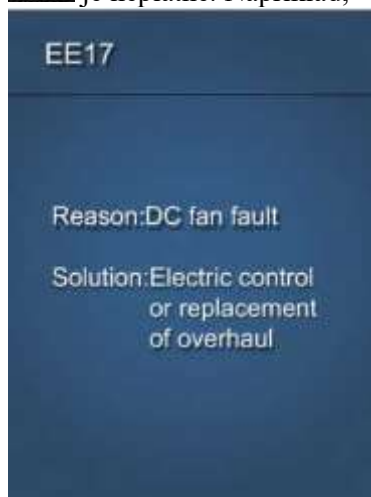 EE17
Reason:DC fan fault
Solution:Electric control
or replacement
of overhaul